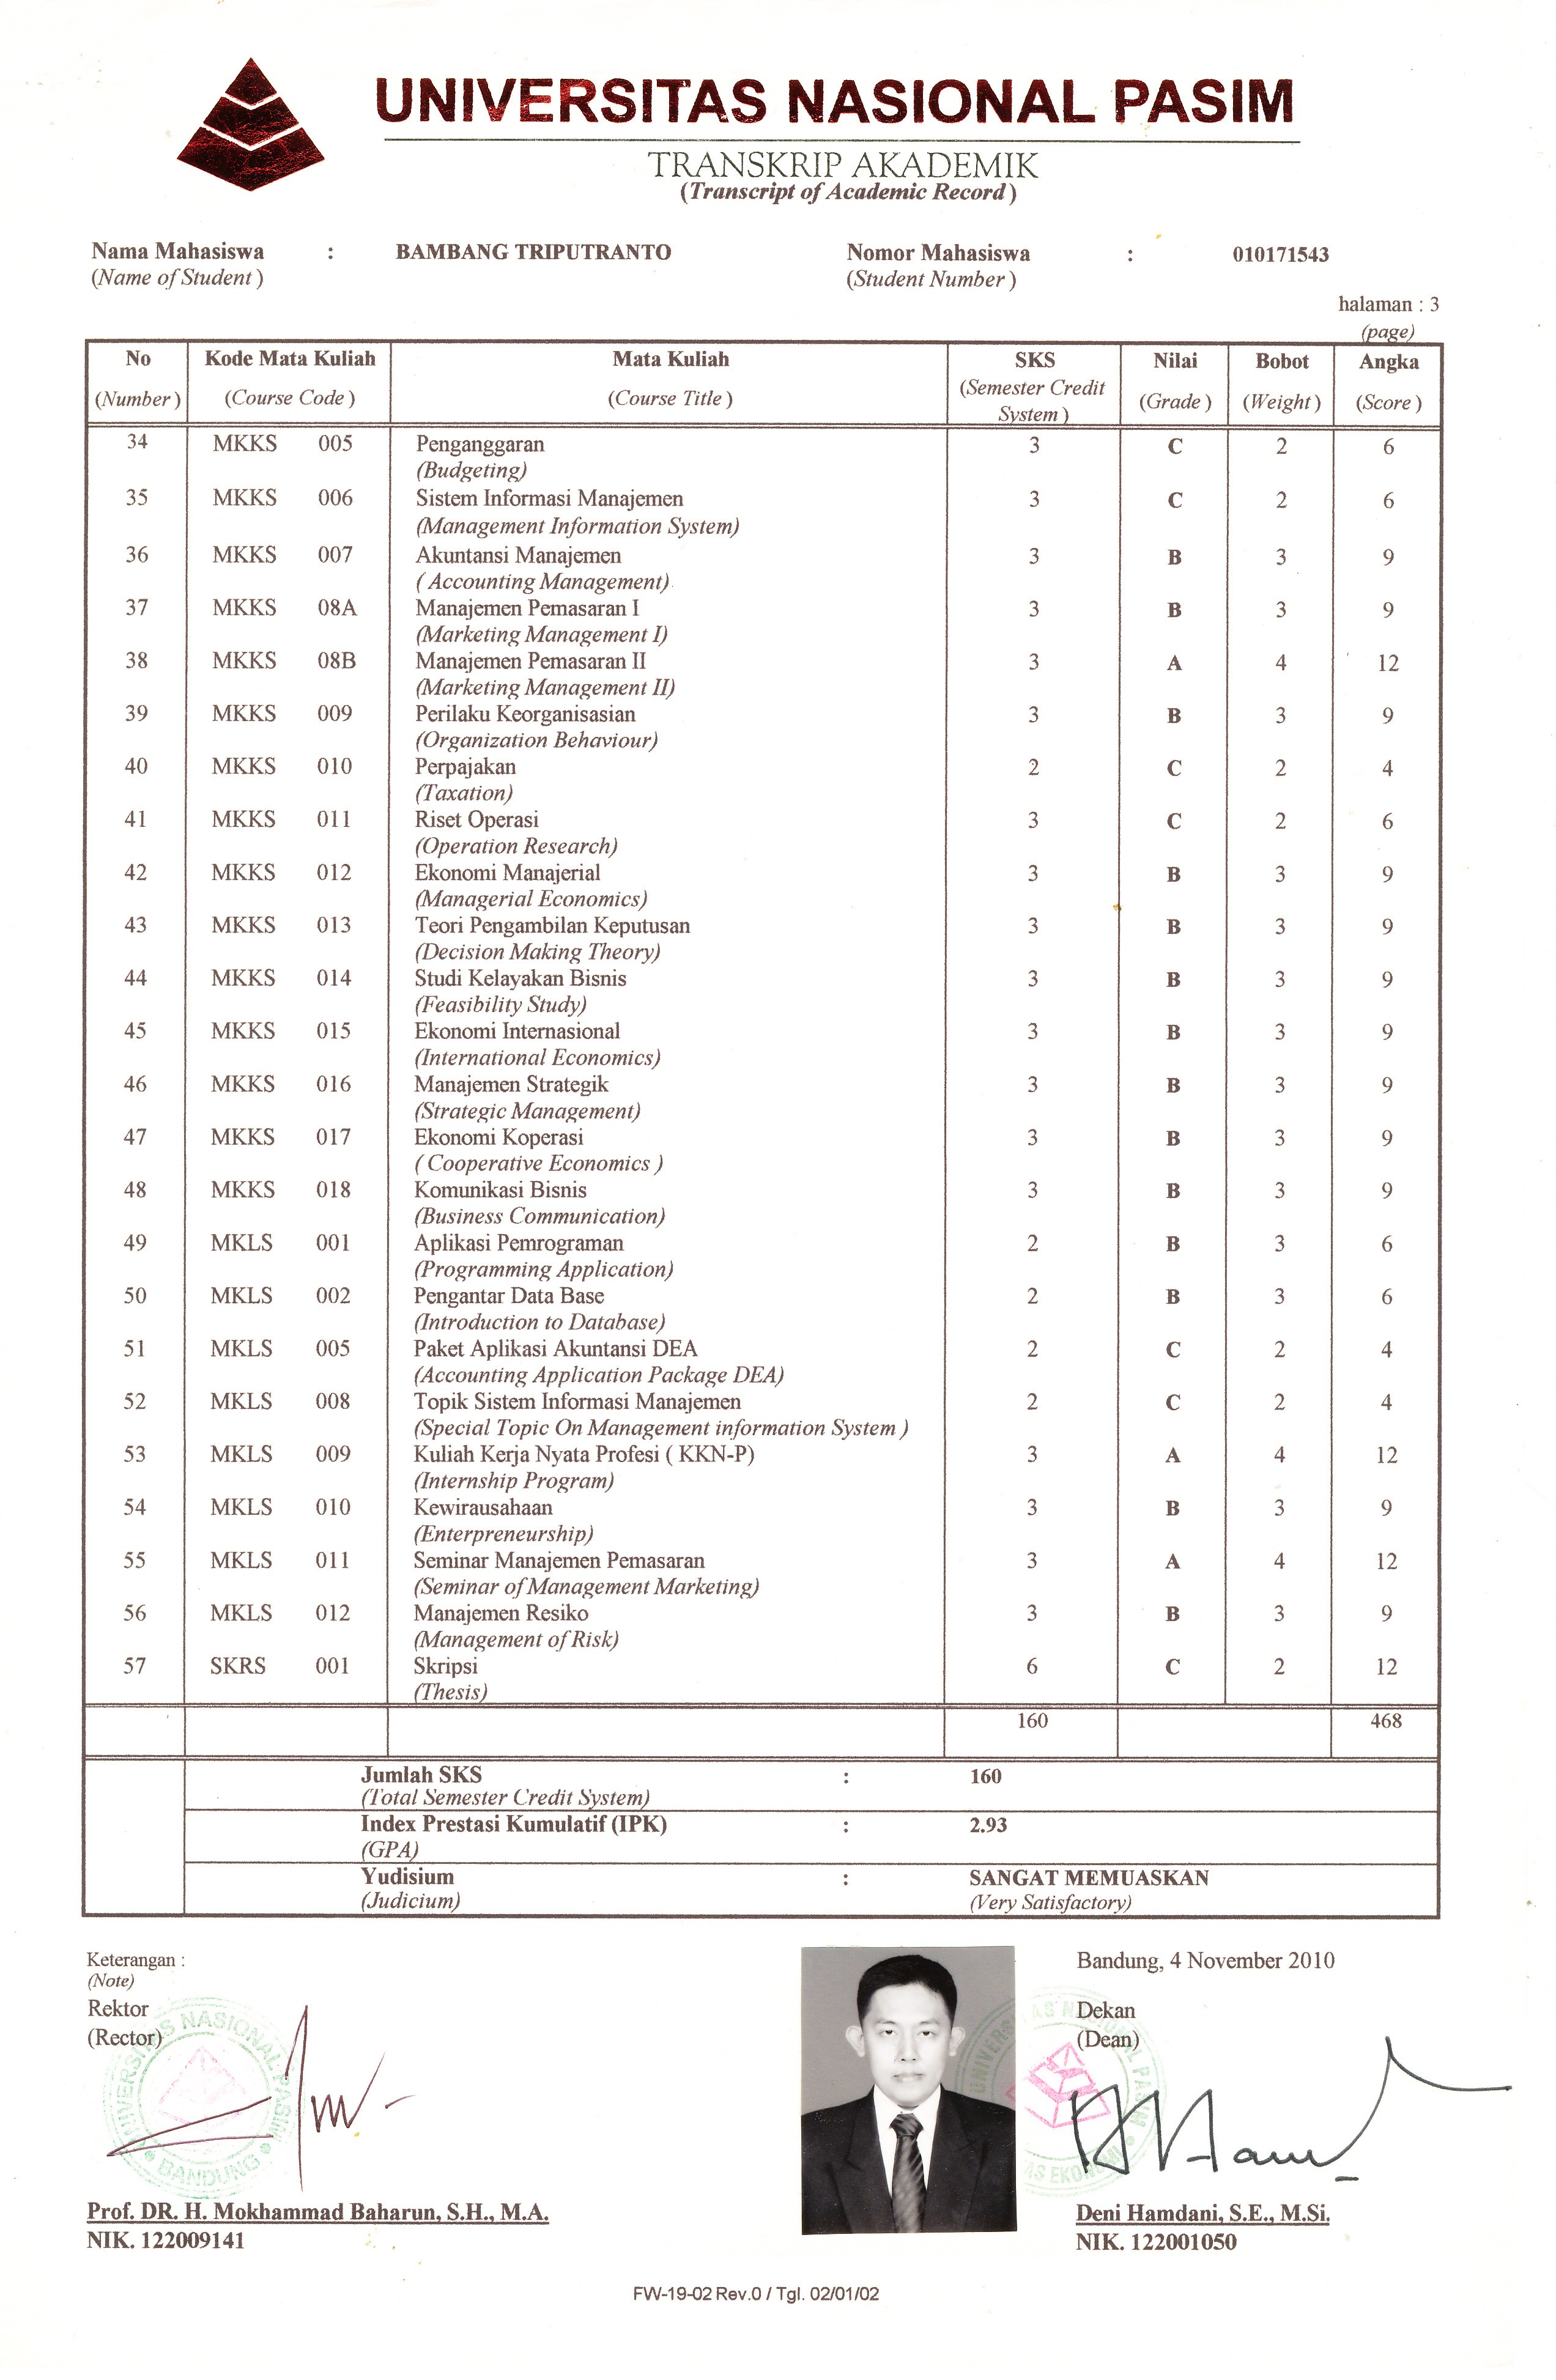 UNIVERSITAS NASIONAL PASIM
TRANSKRIP AKADEMIK
(Transcript of Academic Record)
Nama Mahasiswa : BAMBANG TRIPUTRANTO Nomor Mahasiswa : 010171543
(Name of Student) (Student Number)
halaman : 3
(page)
No Kode Mata Kuliah Mata Kuliah SKS Nilai Bobot Angka
(Number) (Course Code) (Course Title) (Semester Credit System) (Grade) (Weight) (Score)
34 MKKS 005 Penganggaran 3 C 2 6
(Budgeting)
35 MKKS 006 Sistem Informasi Manajemen 3 C 2 6
(Management Information System)
36 MKKS 007 Akuntansi Manajemen 3 B 3 9
(Accounting Management)
37 MKKS 08A Manajemen Pemasaran I 3 B 3 9
(Marketing Management I)
38 MKKS 08B Manajemen Pemasaran II 3 A 4 12
(Marketing Management II)
39 MKKS 009 Perilaku Keorganisasian 3 B 3 9
(Organization Behaviour)
40 MKKS 010 Perpajakan 2 C 2 4
(Taxation)
41 MKKS 011 Riset Operasi 3 C 2 6
(Operation Research)
42 MKKS 012 Ekonomi Manajerial 3 B 3 9
(Managerial Economics)
43 MKKS 013 Teori Pengambilan Keputusan 3 B 3 9
(Decision Making Theory)
44 MKKS 014 Studi Kelayakan Bisnis 3 B 3 9
(Feasibility Study)
45 MKKS 015 Ekonomi Internasional 3 B 3 9
(International Economics)
46 MKKS 016 Manajemen Strategik 3 B 3 9
(Strategic Management)
47 MKKS 017 Ekonomi Koperasi 3 B 3 9
( Cooperative Economics )
48 MKKS 018 Komunikasi Bisnis 3 B 3 9
(Business Communication)
49 MKLS 001 Aplikasi Pemrograman 2 B 3 6
(Programming Application)
50 MKLS 002 Pengantar Data Base 2 B 3 6
(Introduction to Database)
51 MKLS 005 Paket Aplikasi Akuntansi DEA 2 C 2 4
(Accounting Application Package DEA)
52 MKLS 008 Topik Sistem Informasi Manajemen 2 C 2 4
(Special Topic On Management information System )
53 MKLS 009 Kuliah Kerja Nyata Profesi ( KKN-P) 3 A 4 12
(Internship Program)
54 MKLS 010 Kewirausahaan 3 B 3 9
(Enterpreneurship)
55 MKLS 011 Seminar Manajemen Pemasaran 3 A 4 12
(Seminar of Management Marketing)
56 MKLS 012 Manajemen Resiko 3 B 3 9
(Management of Risk)
57 SKRS 001 Skripsi 6 C 2 12
(Thesis)
160 468
Jumlah SKS : 160
(Total Semester Credit System)
Index Prestasi Kumulatif (IPK) : 2.93
(GPA)
Yudisium : SANGAT MEMUASKAN
(Judicium) (Very Satisfactory)
Keterangan : Bandung, 4 November 2010
(Note)
Rektor Dekan
(Rector) (Dean)
UNIVERSITAS NASIONAL PASIM
BANDUNG
Prof. DR. H. Mokhammad Baharun, S.H., M.A. Deni Hamdani, S.E., M.Si.
NIK. 122009141 NIK. 122001050
FW-19-02 Rev.0 / Tgl. 02/01/02